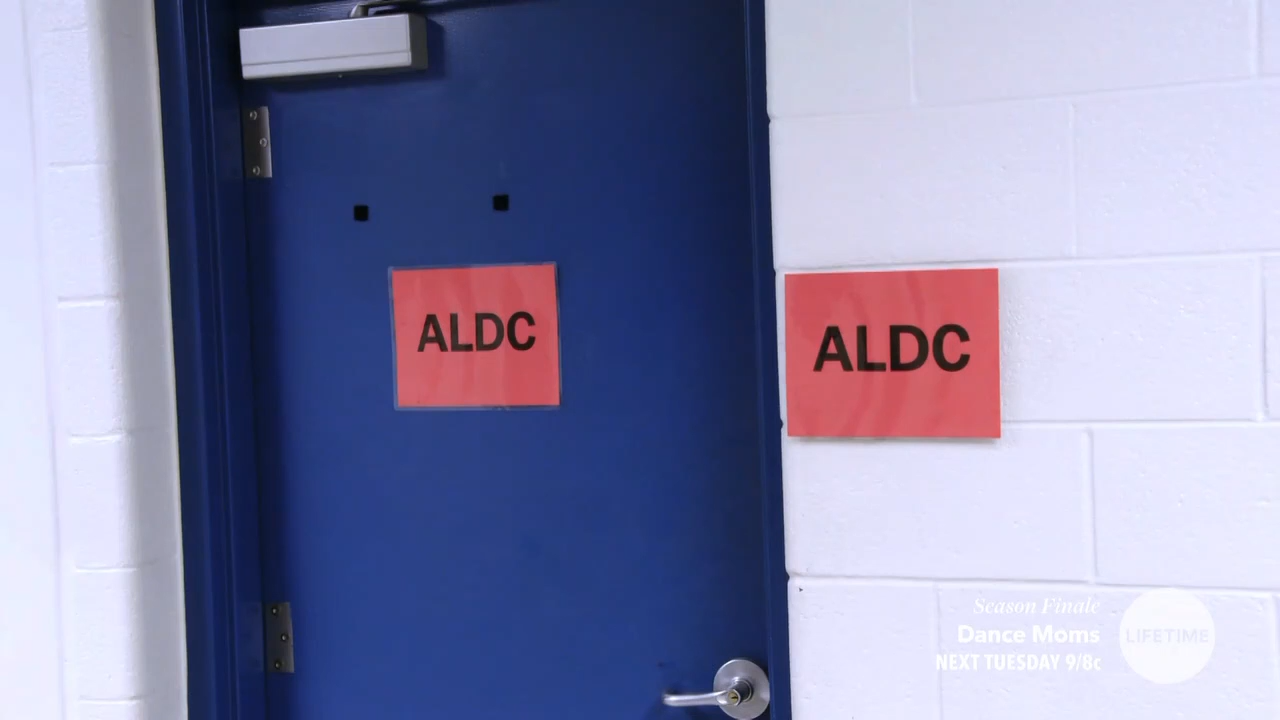 ALDC
ALDC
Season Finale
Dance Moms
NEXT TUESDAY 9/8c
LIFETIME